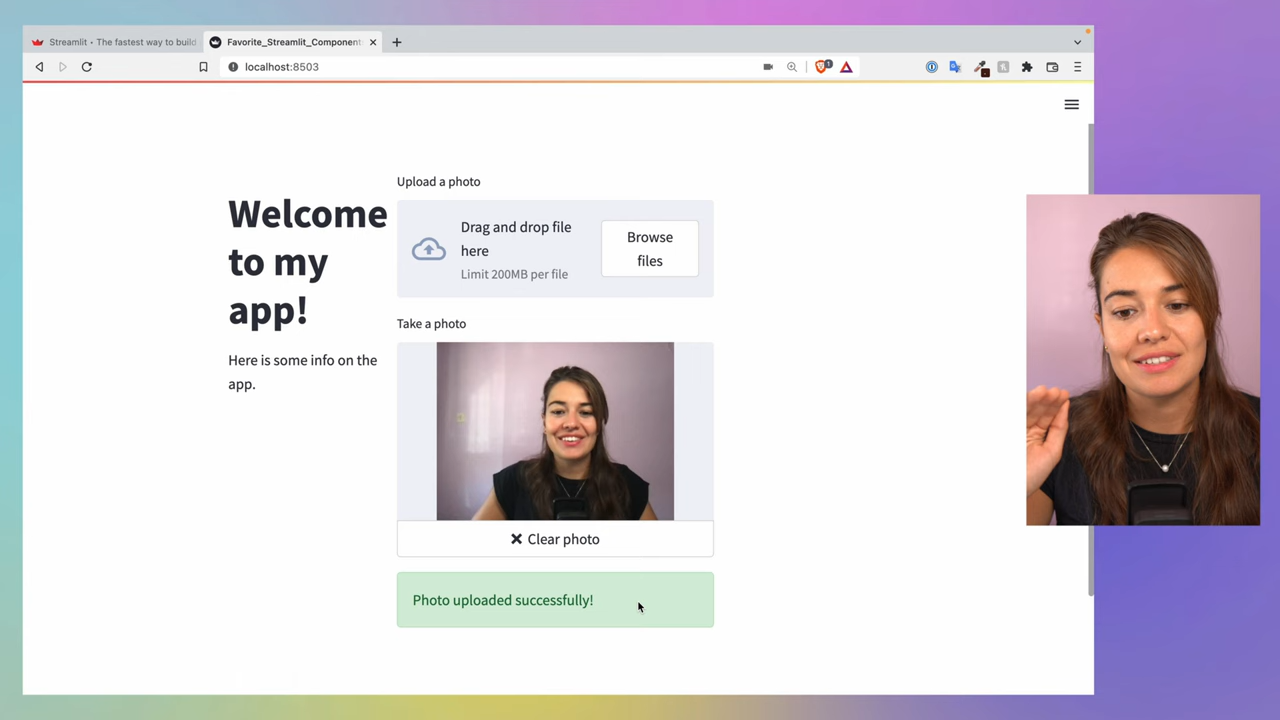 Streamlit • The fastest way to build
Favorite_Streamlit_Component
localhost:8503
1
Upload a photo
Welcome
to my
app!
Drag and drop file
here
Limit 200MB per file
Browse
files
Here is some info on the
app.
Take a photo
Clear photo
Photo uploaded successfully!